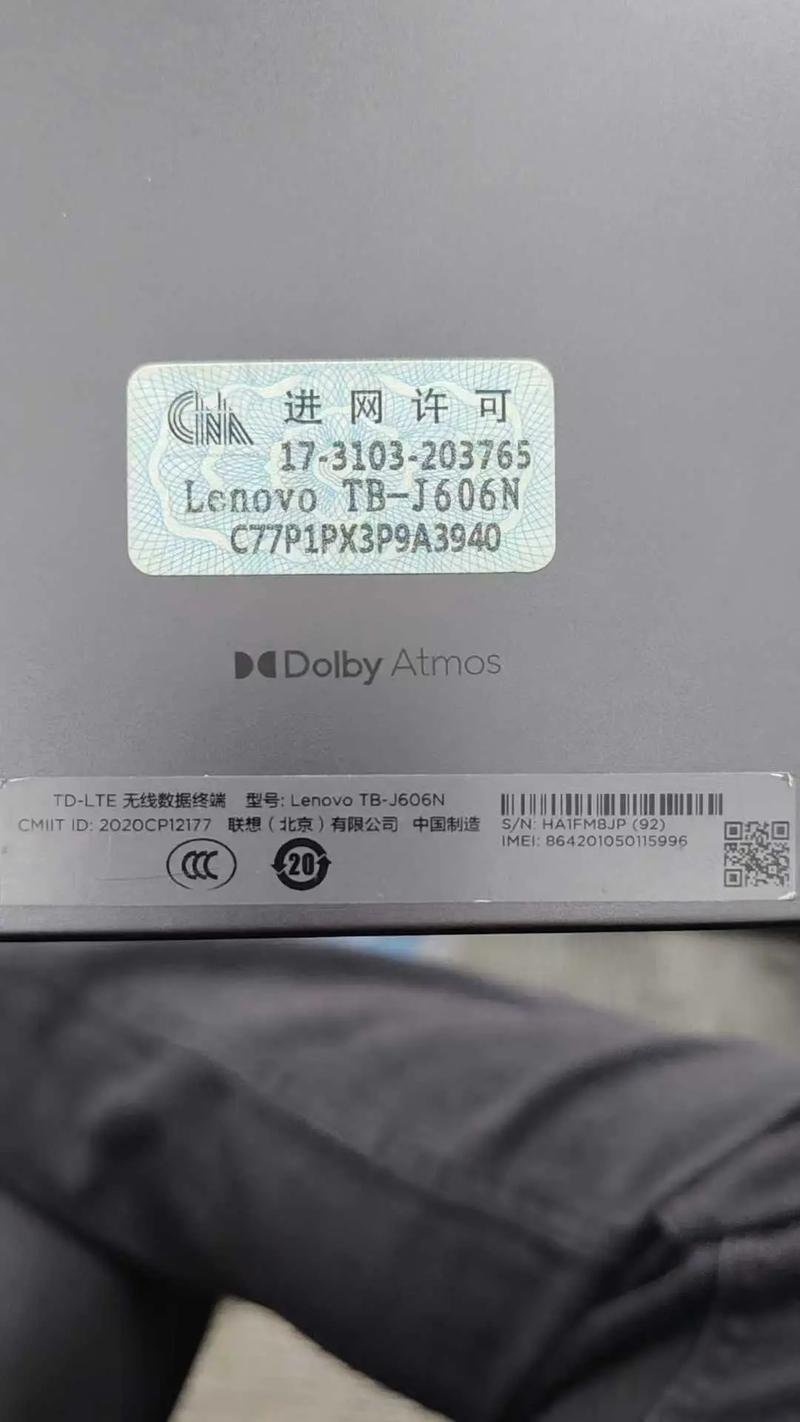 CNA 进网许可
17-3103-203765
Lenovo TB-J606N
C77P1PX3P9A3940
Dolby Atmos
TD-LTE 无线数据终端 型号: Lenovo TB-J606N
CMIIT ID: 2020CP12177 联想（北京）有限公司 中国制造
CCC 20
S/N: HA1FM8JP (92)
IMEI: 864201050115996